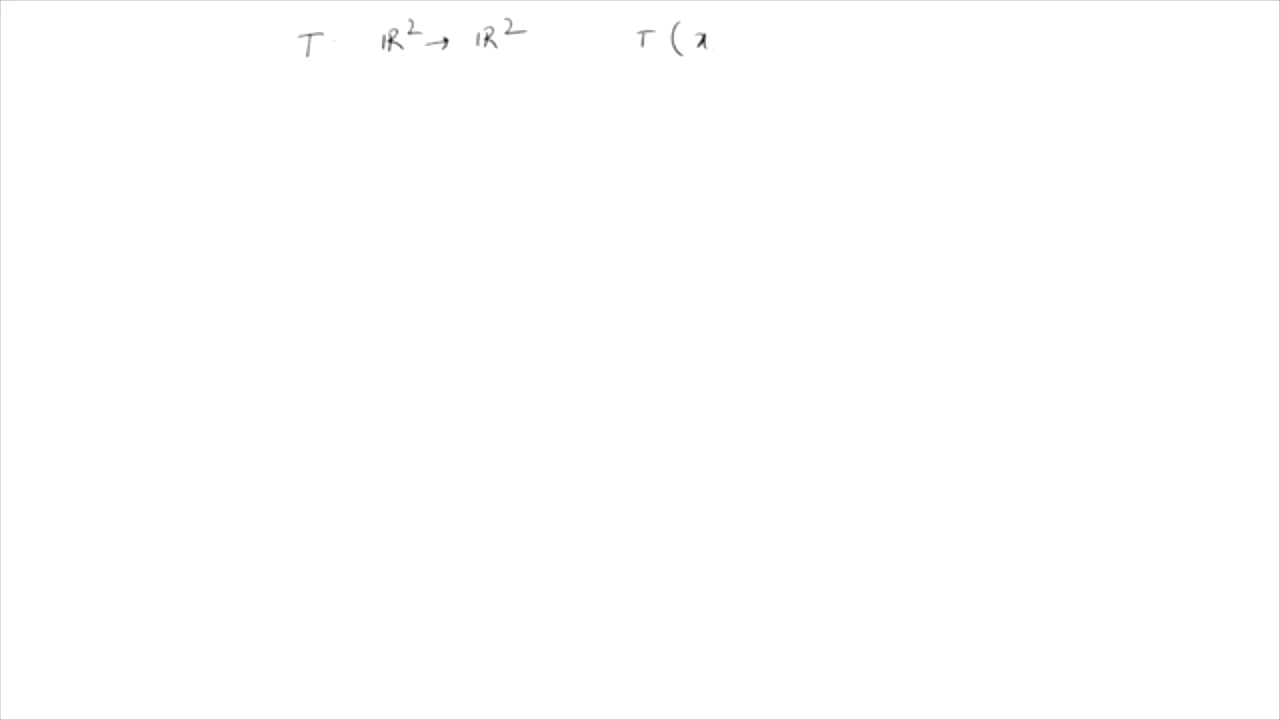 T ℝ² → ℝ² T ( x